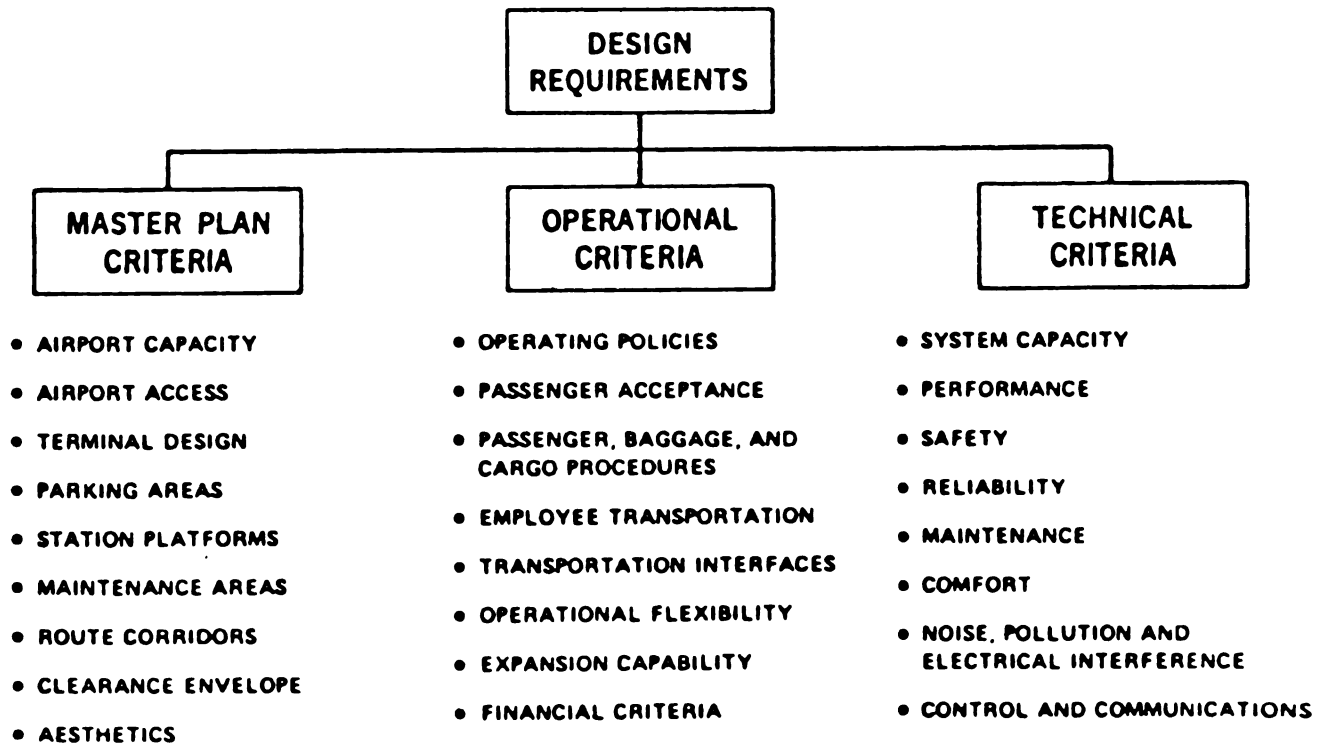 DESIGN
REQUIREMENTS
MASTER PLAN
CRITERIA
• AIRPORT CAPACITY
• AIRPORT ACCESS
• TERMINAL DESIGN
• PARKING AREAS
• STATION PLATFORMS
• MAINTENANCE AREAS
• ROUTE CORRIDORS
• CLEARANCE ENVELOPE
• AESTHETICS
OPERATIONAL
CRITERIA
• OPERATING POLICIES
• PASSENGER ACCEPTANCE
• PASSENGER, BAGGAGE, AND
CARGO PROCEDURES
• EMPLOYEE TRANSPORTATION
• TRANSPORTATION INTERFACES
• OPERATIONAL FLEXIBILITY
• EXPANSION CAPABILITY
• FINANCIAL CRITERIA
TECHNICAL
CRITERIA
• SYSTEM CAPACITY
• PERFORMANCE
• SAFETY
• RELIABILITY
• MAINTENANCE
• COMFORT
• NOISE, POLLUTION AND
ELECTRICAL INTERFERENCE
• CONTROL AND COMMUNICATIONS